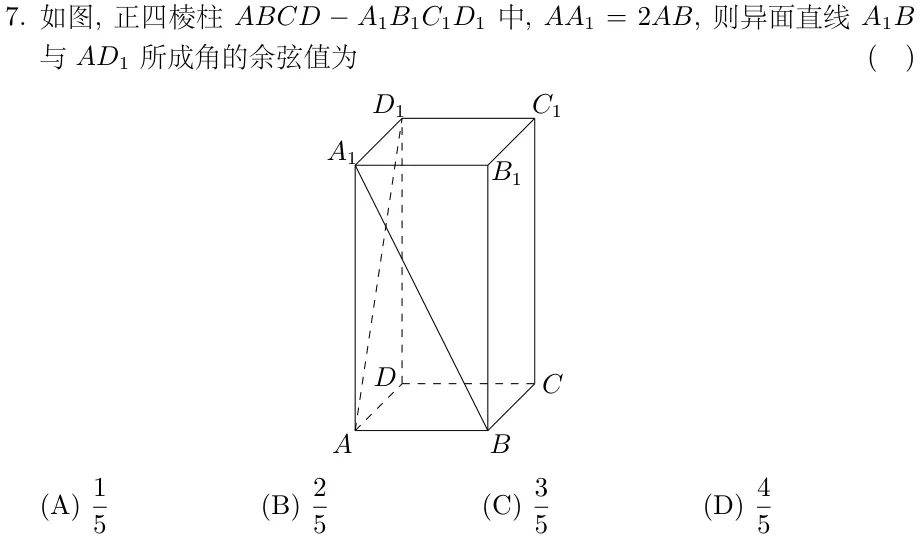 7. 如图, 正四棱柱 ABCD − A₁B₁C₁D₁ 中, AA₁ = 2AB, 则异面直线 A₁B
与 AD₁ 所成角的余弦值为 ( )
D₁ C₁
A₁ B₁
D C
A B
(A) 1/5 (B) 2/5 (C) 3/5 (D) 4/5